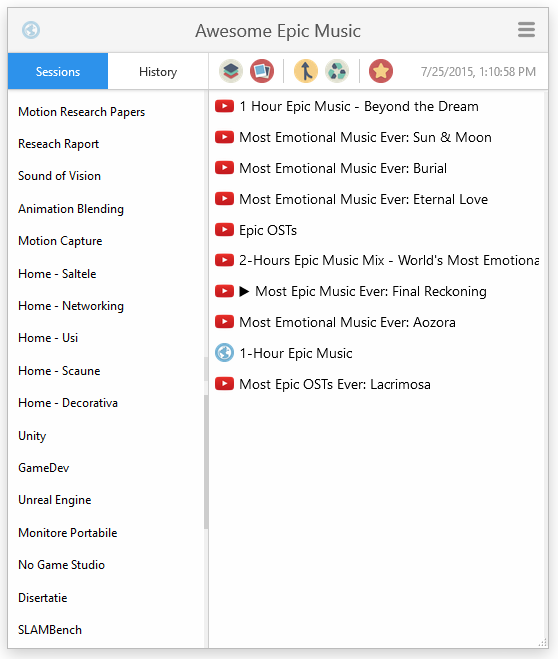 Awesome Epic Music
Sessions
History
7/25/2015, 1:10:58 PM
Motion Research Papers
Reseach Raport
Sound of Vision
Animation Blending
Motion Capture
Home - Saltele
Home - Networking
Home - Usi
Home - Scaune
Home - Decorativa
Unity
GameDev
Unreal Engine
Monitore Portabile
No Game Studio
Disertatie
SLAMBench
1 Hour Epic Music - Beyond the Dream
Most Emotional Music Ever: Sun & Moon
Most Emotional Music Ever: Burial
Most Emotional Music Ever: Eternal Love
Epic OSTs
2-Hours Epic Music Mix - World's Most Emotiona
▶ Most Epic Music Ever: Final Reckoning
Most Emotional Music Ever: Aozora
1-Hour Epic Music
Most Epic OSTs Ever: Lacrimosa